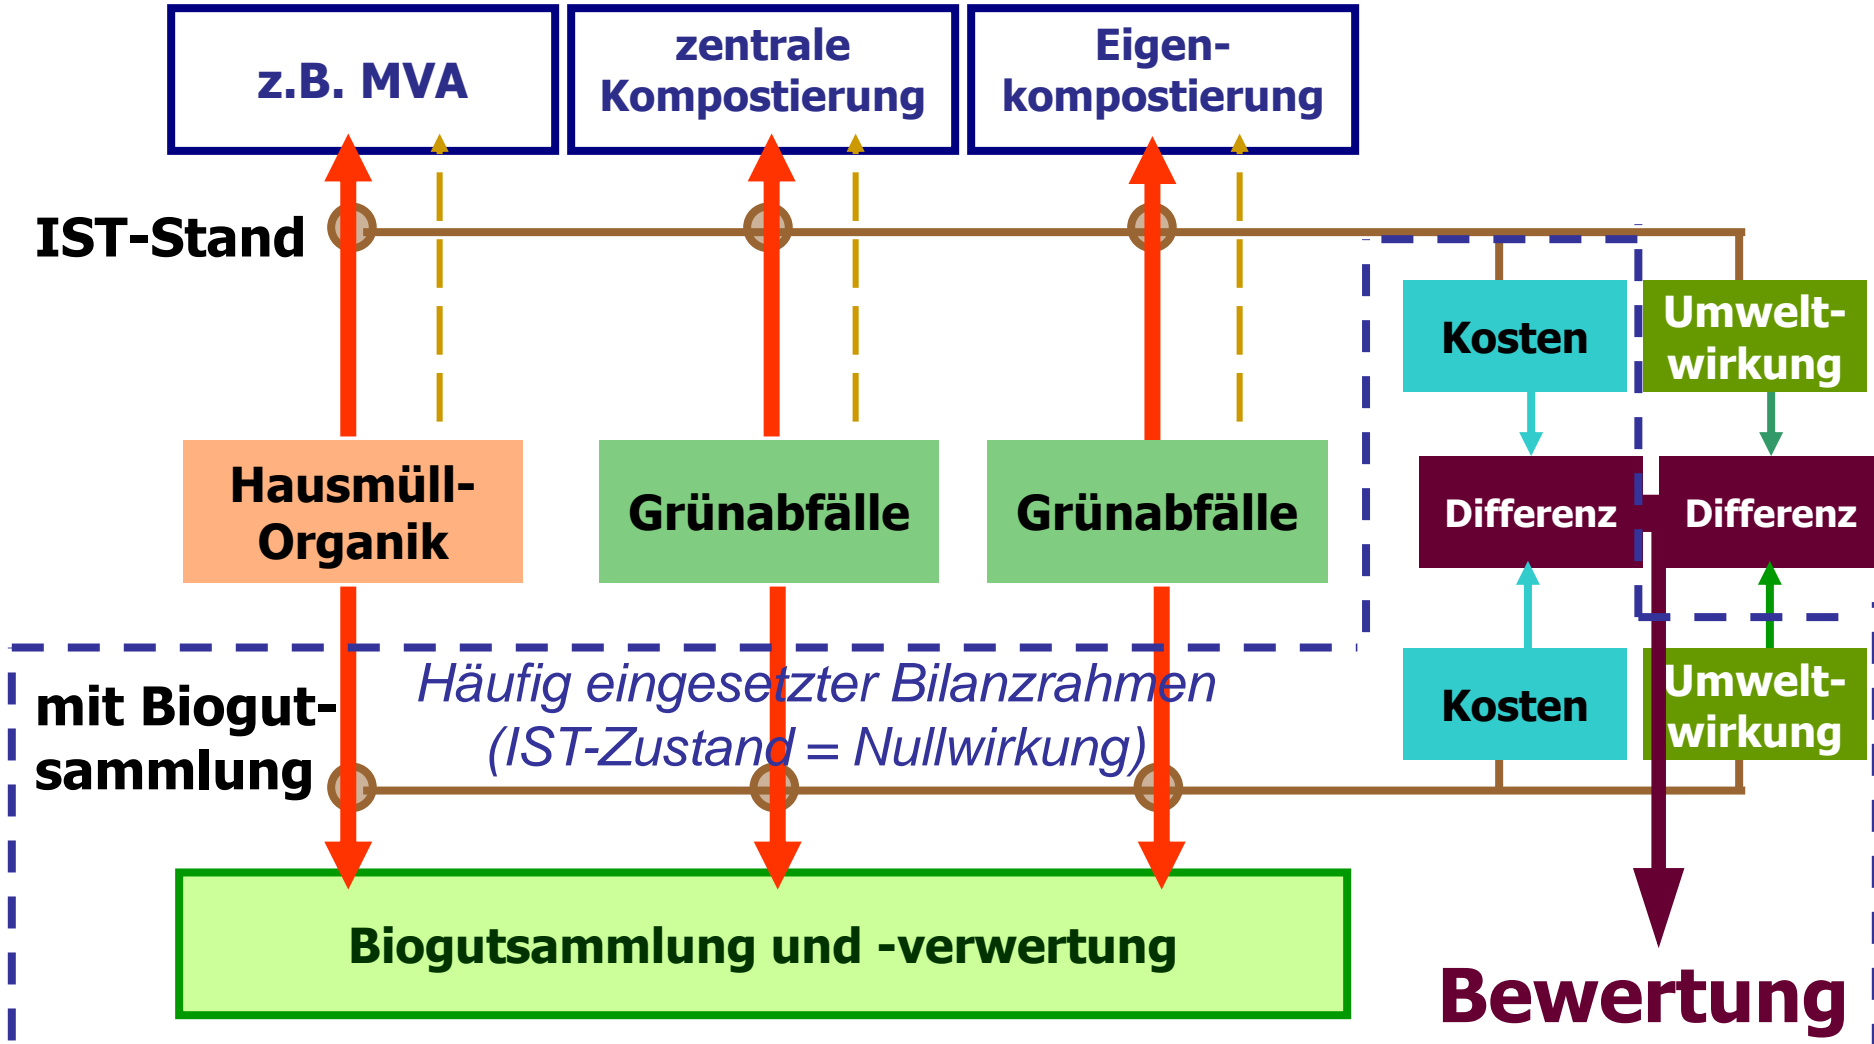 z.B. MVA
zentrale
Kompostierung
Eigen-
kompostierung
IST-Stand
Kosten
Umwelt-
wirkung
Hausmüll-
Organik
Grünabfälle
Grünabfälle
Differenz
Differenz
mit Biogut-
sammlung
Häufig eingesetzter Bilanzrahmen
(IST-Zustand = Nullwirkung)
Kosten
Umwelt-
wirkung
Biogutsammlung und -verwertung
Bewertung